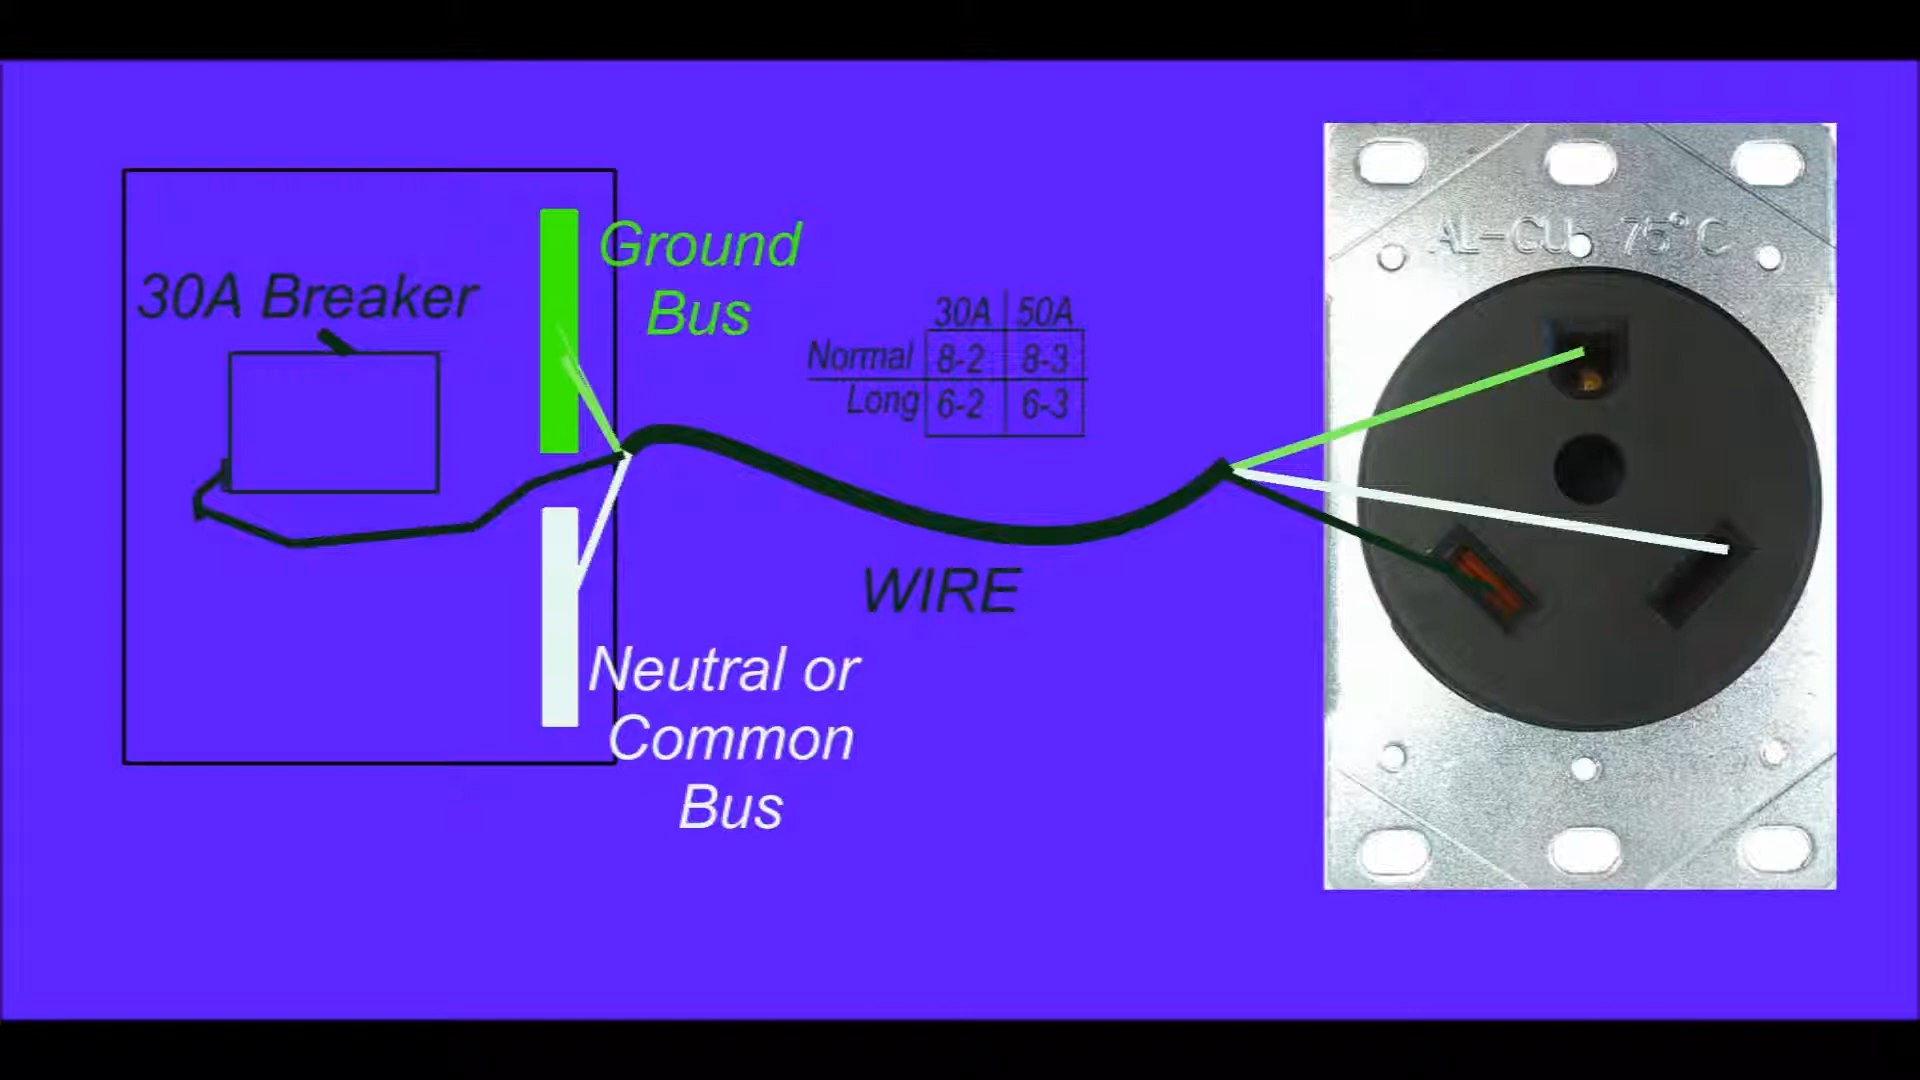 AL-CU 75°C
Ground
Bus
30A Breaker
30A 50A
Normal 8-2 8-3
Long 6-2 6-3
WIRE
Neutral or
Common
Bus